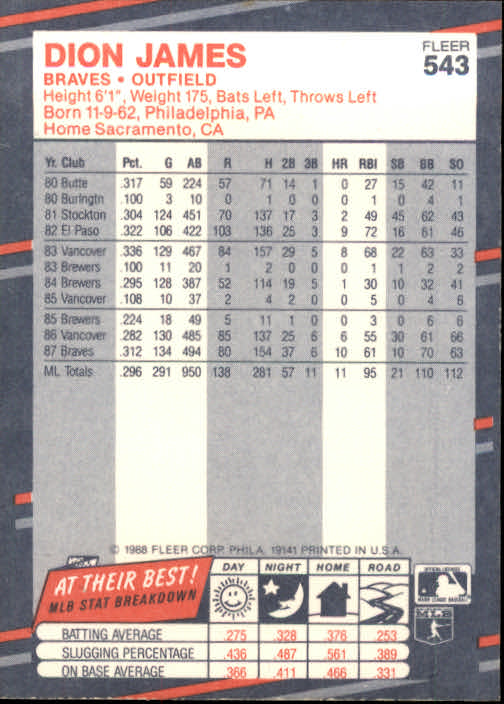 DION JAMES
FLEER
543
BRAVES • OUTFIELD
Height 6'1", Weight 175, Bats Left, Throws Left
Born 11-9-62, Philadelphia, PA
Home Sacramento, CA
Yr. Club Pct. G AB R H 2B 3B HR RBI SB BB SO
80 Butte .317 59 224 57 71 14 1 0 27 15 42 11
80 Buringtn .100 3 10 0 1 0 0 0 1 0 4 1
81 Stockton .304 124 451 70 137 17 3 2 49 45 62 43
82 El Paso .322 106 422 103 136 25 3 9 72 16 61 46
83 Vancover .336 129 467 84 157 29 5 8 68 22 63 33
83 Brewers .100 11 20 1 2 0 0 0 1 1 2 2
84 Brewers .295 128 387 52 114 19 5 1 30 10 32 41
85 Vancover .108 10 37 2 4 2 0 0 5 0 4 6
85 Brewers .224 18 49 5 11 1 0 0 3 0 6 6
86 Vancover .282 130 485 85 137 25 6 6 55 30 61 66
87 Braves .312 134 494 80 154 37 6 10 61 10 70 63
ML Totals .296 291 950 138 281 57 11 11 95 21 110 112
© 1988 FLEER CORP. PHILA. 19141 PRINTED IN U.S.A.
AT THEIR BEST!
MLB STAT BREAKDOWN
DAY NIGHT HOME ROAD
MLB
BATTING AVERAGE .275 .328 .376 .253
SLUGGING PERCENTAGE .436 .487 .561 .389
ON BASE AVERAGE .366 .411 .466 .331